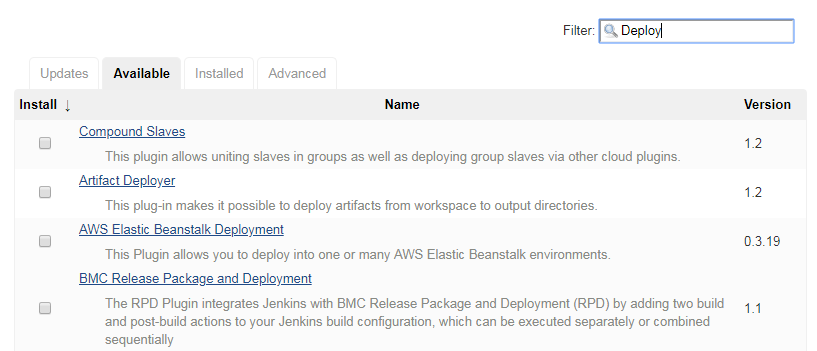 Filter: Deploy
Updates Available Installed Advanced
Install ↓ Name Version
Compound Slaves
This plugin allows uniting slaves in groups as well as deploying group slaves via other cloud plugins.
1.2
Artifact Deployer
This plug-in makes it possible to deploy artifacts from workspace to output directories.
1.2
AWS Elastic Beanstalk Deployment
This Plugin allows you to deploy into one or many AWS Elastic Beanstalk environments.
0.3.19
BMC Release Package and Deployment
The RPD Plugin integrates Jenkins with BMC Release Package and Deployment (RPD) by adding two build
and post-build actions to your Jenkins build configuration, which can be executed separately or combined
sequentially
1.1